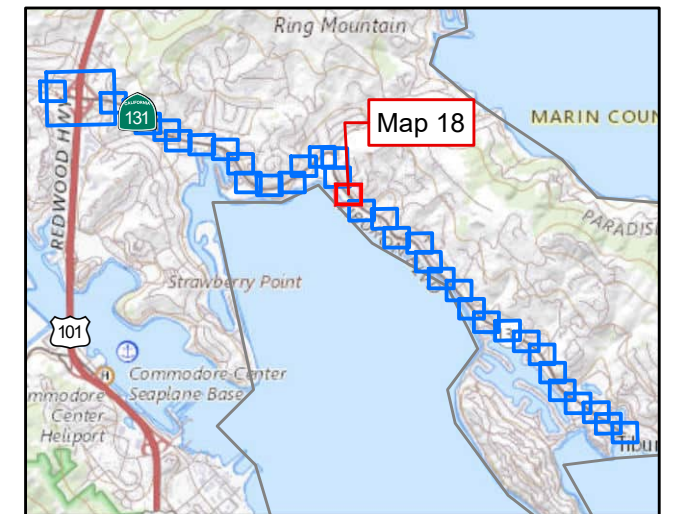 Ring Mountain
CALIFORNIA
131
Map 18
MARIN COUN
REDWOOD HWY
PARADIS
Strawberry Point
101
Commodore Center
Seaplane Base
mmodore
Center
Heliport
H
Tibur